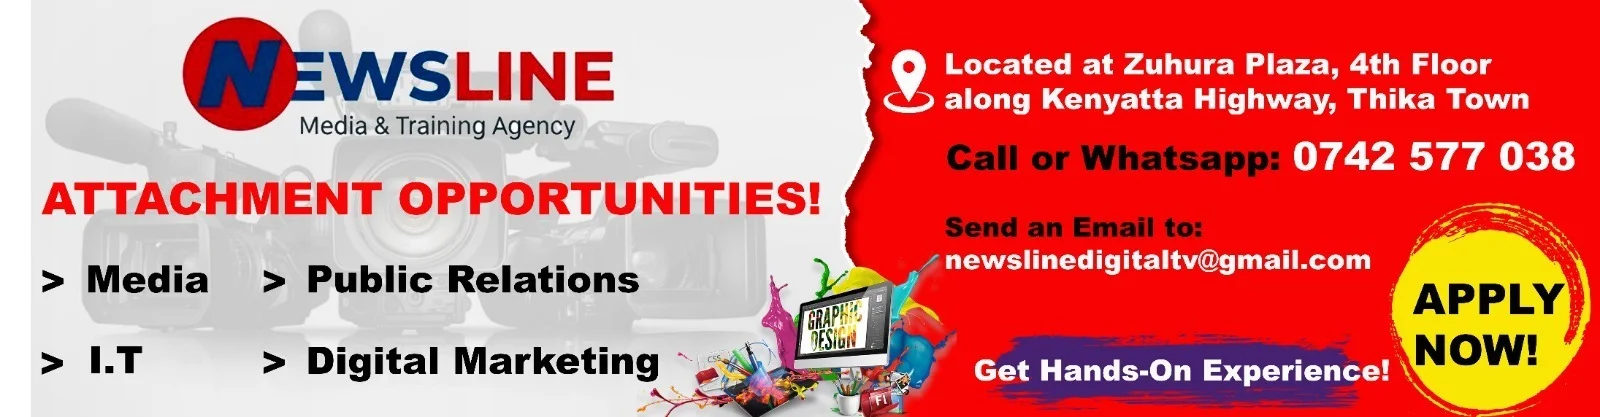 NEWSLINE
Media & Training Agency
ATTACHMENT OPPORTUNITIES!
> Media > Public Relations
> I.T > Digital Marketing
GRAPHIC
DESIGN
Located at Zuhura Plaza, 4th Floor
along Kenyatta Highway, Thika Town
Call or Whatsapp: 0742 577 038
Send an Email to:
newslinedigitaltv@gmail.com
Get Hands-On Experience!
APPLY
NOW!